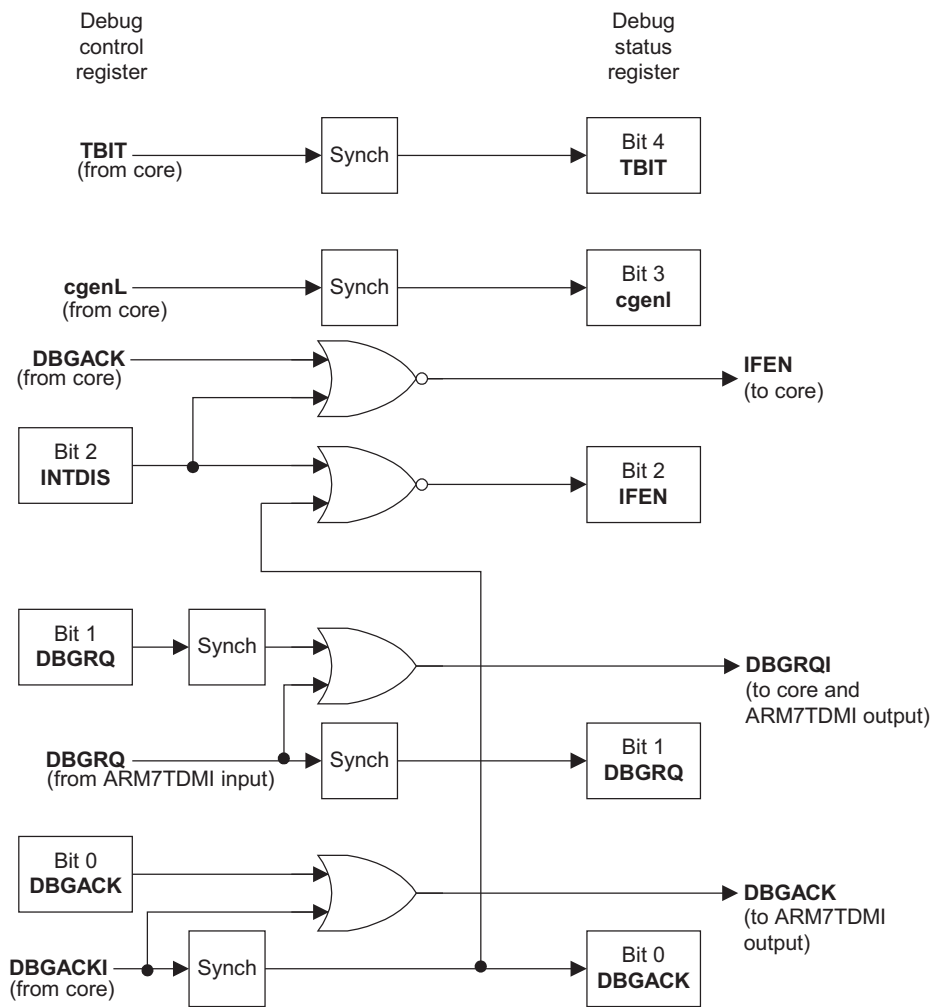 Debug
control
register
Debug
status
register
TBIT
(from core)
Synch
Bit 4
TBIT
cgenL
(from core)
Synch
Bit 3
cgenl
DBGACK
(from core)
IFEN
(to core)
Bit 2
INTDIS
Bit 2
IFEN
Bit 1
DBGRQ
Synch
DBGRQI
(to core and
ARM7TDMI output)
DBGRQ
(from ARM7TDMI input)
Synch
Bit 1
DBGRQ
Bit 0
DBGACK
DBGACK
(to ARM7TDMI
output)
DBGACKI
(from core)
Synch
Bit 0
DBGACK